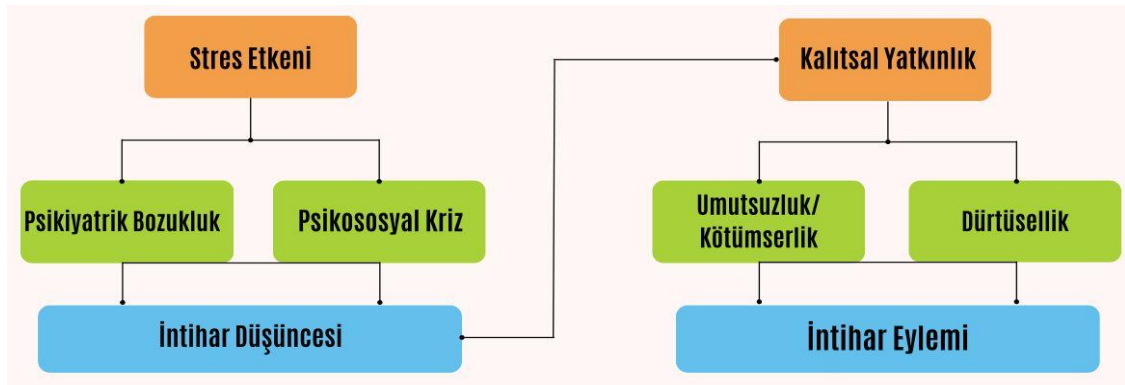 Stres Etkeni
Kalıtsal Yatkınlık
Psikiyatrik Bozukluk
Psikososyal Kriz
Umutsuzluk/
Kötümserlik
Dürtüsellik
İntihar Düşüncesi
İntihar Eylemi